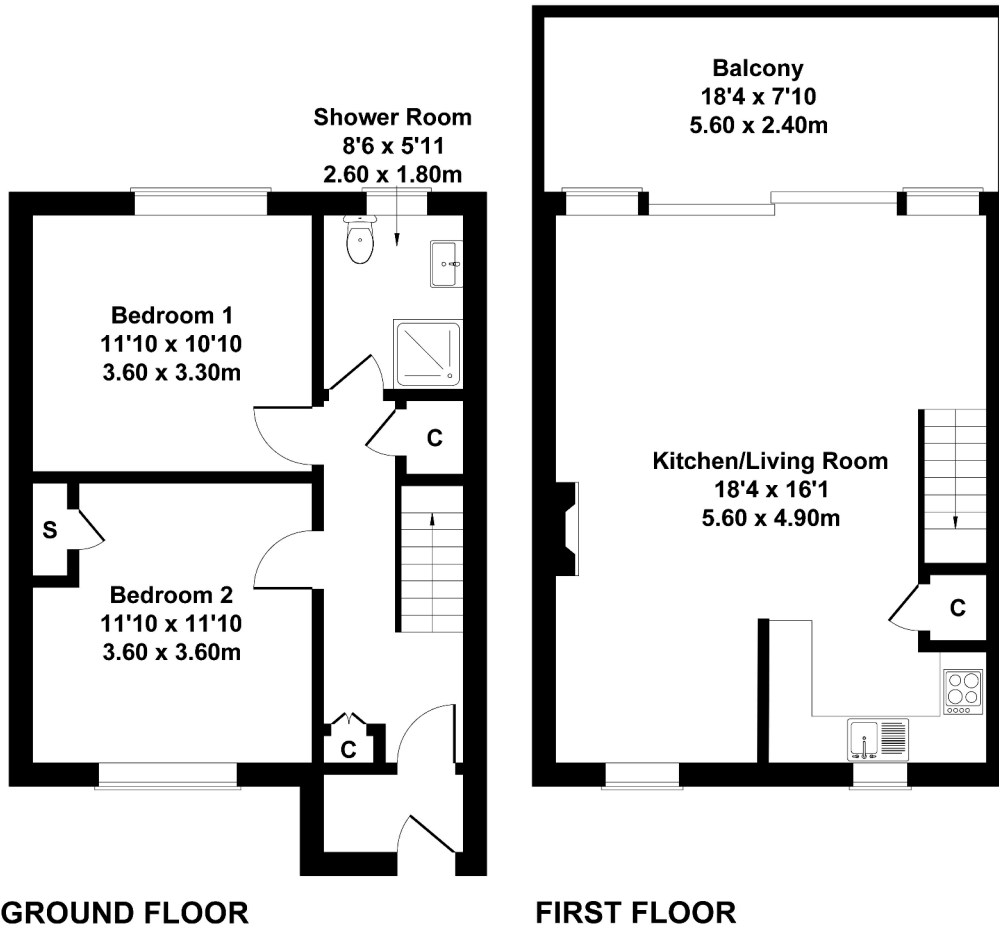 Shower Room
8'6 x 5'11
2.60 x 1.80m
Bedroom 1
11'10 x 10'10
3.60 x 3.30m
C
S
Bedroom 2
11'10 x 11'10
3.60 x 3.60m
C
GROUND FLOOR
Balcony
18'4 x 7'10
5.60 x 2.40m
Kitchen/Living Room
18'4 x 16'1
5.60 x 4.90m
C
FIRST FLOOR